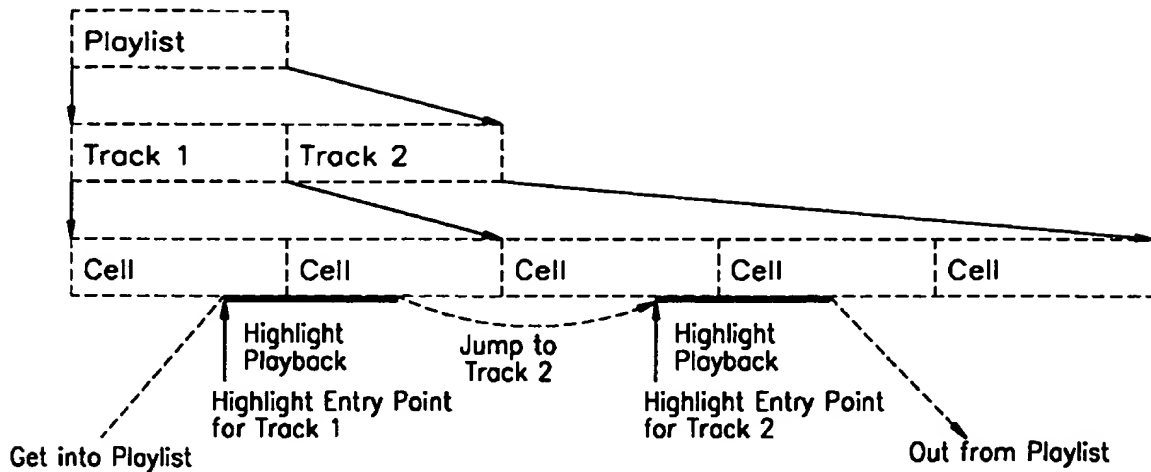 Playlist
Track 1
Track 2
Cell
Cell
Cell
Cell
Cell
Highlight
Playback
Highlight Entry Point
for Track 1
Jump to
Track 2
Highlight
Playback
Highlight Entry Point
for Track 2
Get into Playlist
Out from Playlist